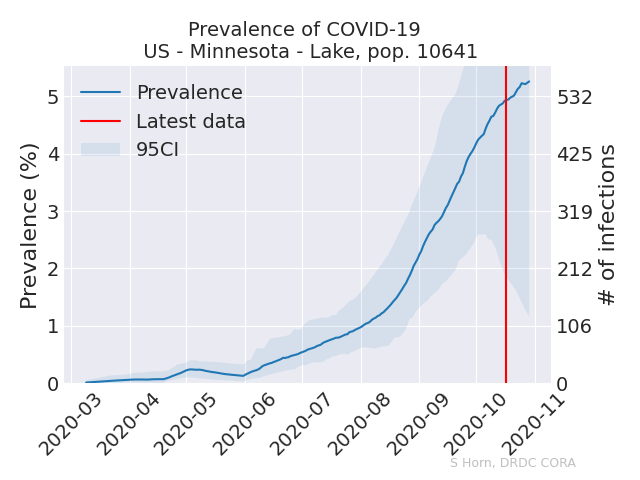 Prevalence of COVID-19
US - Minnesota - Lake, pop. 10641
Prevalence
Latest data
95CI
Prevalence (%)
5
4
3
2
1
0
532
425
319
212
106
0
# of infections
2020-03
2020-04
2020-05
2020-06
2020-07
2020-08
2020-09
2020-10
2020-11
S Horn, DRDC CORA